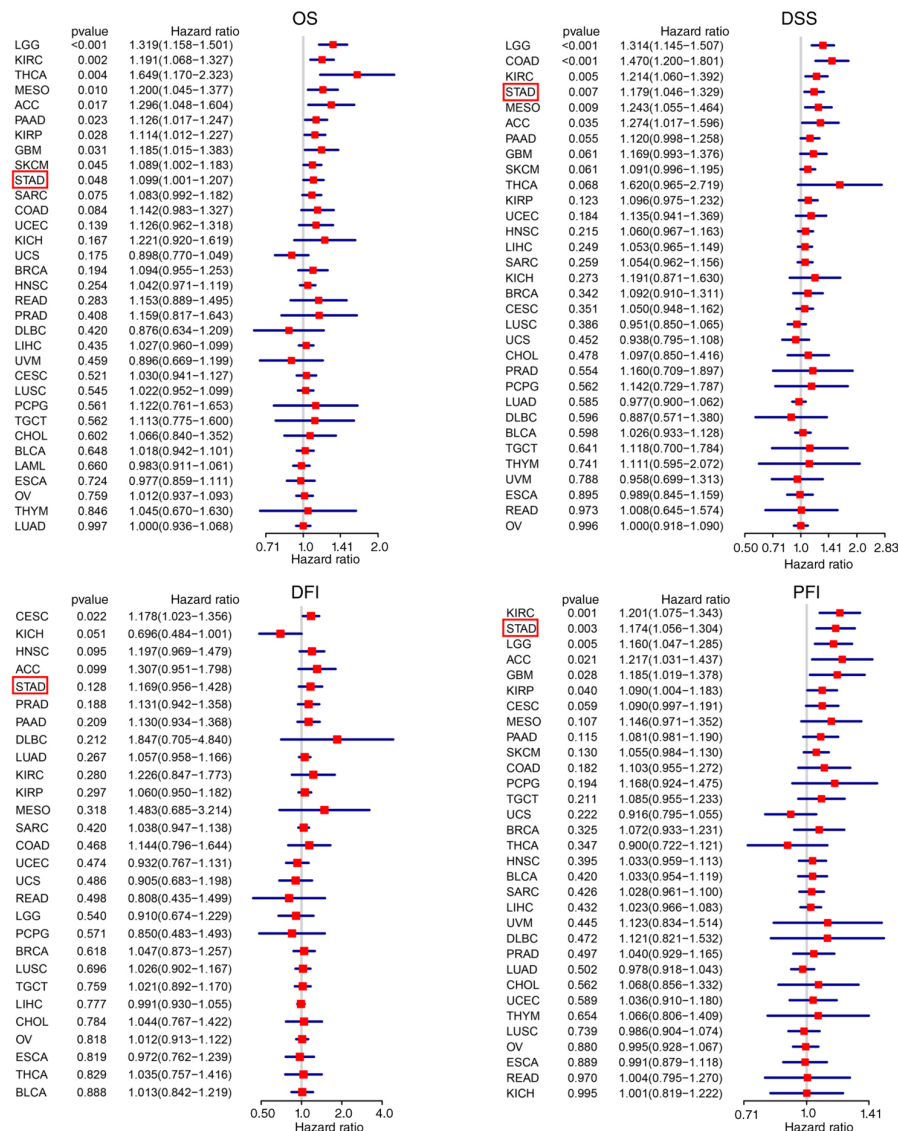 OS
pvalue Hazard ratio
LGG <0.001 1.319(1.158−1.501)
KIRC 0.002 1.191(1.068−1.327)
THCA 0.004 1.649(1.170−2.323)
MESO 0.010 1.200(1.045−1.377)
ACC 0.017 1.296(1.048−1.604)
PAAD 0.023 1.126(1.017−1.247)
KIRP 0.028 1.114(1.012−1.227)
GBM 0.031 1.185(1.015−1.383)
SKCM 0.045 1.089(1.002−1.183)
STAD 0.048 1.099(1.001−1.207)
SARC 0.075 1.083(0.992−1.182)
COAD 0.084 1.142(0.983−1.327)
UCEC 0.139 1.126(0.962−1.318)
KICH 0.167 1.221(0.920−1.619)
UCS 0.175 0.898(0.770−1.049)
BRCA 0.194 1.094(0.955−1.253)
HNSC 0.254 1.042(0.971−1.119)
READ 0.283 1.153(0.889−1.495)
PRAD 0.408 1.159(0.817−1.643)
DLBC 0.420 0.876(0.634−1.209)
LIHC 0.435 1.027(0.960−1.099)
UVM 0.459 0.896(0.669−1.199)
CESC 0.521 1.030(0.941−1.127)
LUSC 0.545 1.022(0.952−1.099)
PCPG 0.561 1.122(0.761−1.653)
TGCT 0.562 1.113(0.775−1.600)
CHOL 0.602 1.066(0.840−1.352)
BLCA 0.648 1.018(0.942−1.101)
LAML 0.660 0.983(0.911−1.061)
ESCA 0.724 0.977(0.859−1.111)
OV 0.759 1.012(0.937−1.093)
THYM 0.846 1.045(0.670−1.630)
LUAD 0.997 1.000(0.936−1.068)
0.71 1.0 1.41 2.0
Hazard ratio
DSS
pvalue Hazard ratio
LGG <0.001 1.314(1.145−1.507)
COAD <0.001 1.470(1.200−1.801)
KIRC 0.005 1.214(1.060−1.392)
STAD 0.007 1.179(1.046−1.329)
MESO 0.009 1.243(1.055−1.464)
ACC 0.035 1.274(1.017−1.596)
PAAD 0.055 1.120(0.998−1.258)
GBM 0.061 1.169(0.993−1.376)
SKCM 0.061 1.091(0.996−1.195)
THCA 0.068 1.620(0.965−2.719)
KIRP 0.123 1.096(0.975−1.232)
UCEC 0.184 1.135(0.941−1.369)
HNSC 0.215 1.060(0.967−1.163)
LIHC 0.249 1.053(0.965−1.149)
SARC 0.259 1.054(0.962−1.156)
KICH 0.273 1.191(0.871−1.630)
BRCA 0.342 1.092(0.910−1.311)
CESC 0.351 1.050(0.948−1.162)
LUSC 0.386 0.951(0.850−1.065)
UCS 0.452 0.938(0.795−1.108)
CHOL 0.478 1.097(0.850−1.416)
PRAD 0.554 1.160(0.709−1.897)
PCPG 0.562 1.142(0.729−1.787)
LUAD 0.585 0.977(0.900−1.062)
DLBC 0.596 0.887(0.571−1.380)
BLCA 0.598 1.026(0.933−1.128)
TGCT 0.641 1.118(0.700−1.784)
THYM 0.741 1.111(0.595−2.072)
UVM 0.788 0.958(0.699−1.313)
ESCA 0.895 0.989(0.845−1.159)
READ 0.973 1.008(0.645−1.574)
OV 0.996 1.000(0.918−1.090)
0.50 0.71 1.0 1.41 2.0 2.83
Hazard ratio
DFI
pvalue Hazard ratio
CESC 0.022 1.178(1.023−1.356)
KICH 0.051 0.696(0.484−1.001)
HNSC 0.095 1.197(0.969−1.479)
ACC 0.099 1.307(0.951−1.798)
STAD 0.128 1.169(0.956−1.428)
PRAD 0.188 1.131(0.942−1.358)
PAAD 0.209 1.130(0.934−1.368)
DLBC 0.212 1.847(0.705−4.840)
LUAD 0.267 1.057(0.958−1.166)
KIRC 0.280 1.226(0.847−1.773)
KIRP 0.297 1.060(0.950−1.182)
MESO 0.318 1.483(0.685−3.214)
SARC 0.420 1.038(0.947−1.138)
COAD 0.468 1.144(0.796−1.644)
UCEC 0.474 0.932(0.767−1.131)
UCS 0.486 0.905(0.683−1.198)
READ 0.498 0.808(0.435−1.499)
LGG 0.540 0.910(0.674−1.229)
PCPG 0.571 0.850(0.483−1.493)
BRCA 0.618 1.047(0.873−1.257)
LUSC 0.696 1.026(0.902−1.167)
TGCT 0.759 1.021(0.892−1.170)
LIHC 0.777 0.991(0.930−1.055)
CHOL 0.784 1.044(0.767−1.422)
OV 0.818 1.012(0.913−1.122)
ESCA 0.819 0.972(0.762−1.239)
THCA 0.829 1.035(0.757−1.416)
BLCA 0.888 1.013(0.842−1.219)
0.50 1.0 2.0 4.0
Hazard ratio
PFI
pvalue Hazard ratio
KIRC 0.001 1.201(1.075−1.343)
STAD 0.003 1.174(1.056−1.304)
LGG 0.005 1.160(1.047−1.285)
ACC 0.021 1.217(1.031−1.437)
GBM 0.028 1.185(1.019−1.378)
KIRP 0.040 1.090(1.004−1.183)
CESC 0.059 1.090(0.997−1.191)
MESO 0.107 1.146(0.971−1.352)
PAAD 0.115 1.081(0.981−1.190)
SKCM 0.130 1.055(0.984−1.130)
COAD 0.182 1.103(0.955−1.272)
PCPG 0.194 1.168(0.924−1.475)
TGCT 0.211 1.085(0.955−1.233)
UCS 0.222 0.916(0.795−1.055)
BRCA 0.325 1.072(0.933−1.231)
THCA 0.347 0.900(0.722−1.121)
HNSC 0.395 1.033(0.959−1.113)
BLCA 0.420 1.033(0.954−1.119)
SARC 0.426 1.028(0.961−1.100)
LIHC 0.432 1.023(0.966−1.083)
UVM 0.445 1.123(0.834−1.514)
DLBC 0.472 1.121(0.821−1.532)
PRAD 0.497 1.040(0.929−1.165)
LUAD 0.502 0.978(0.918−1.043)
CHOL 0.562 1.068(0.856−1.332)
UCEC 0.589 1.036(0.910−1.180)
THYM 0.654 1.066(0.806−1.409)
LUSC 0.739 0.986(0.904−1.074)
OV 0.880 0.995(0.928−1.067)
ESCA 0.889 0.991(0.879−1.118)
READ 0.970 1.004(0.795−1.270)
KICH 0.995 1.001(0.819−1.222)
0.71 1.0 1.41
Hazard ratio